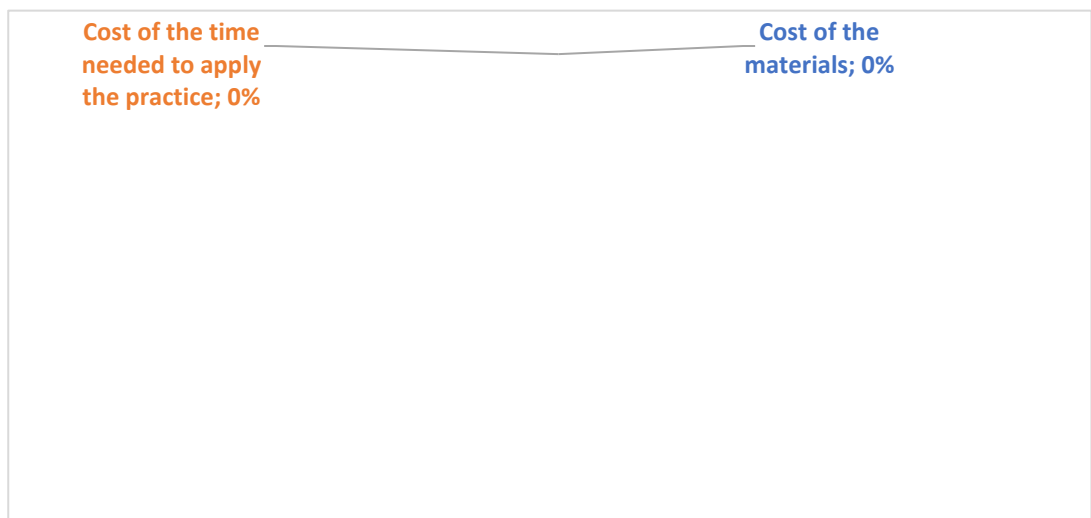 Cost of the time
needed to apply
the practice; 0%
Cost of the
materials; 0%